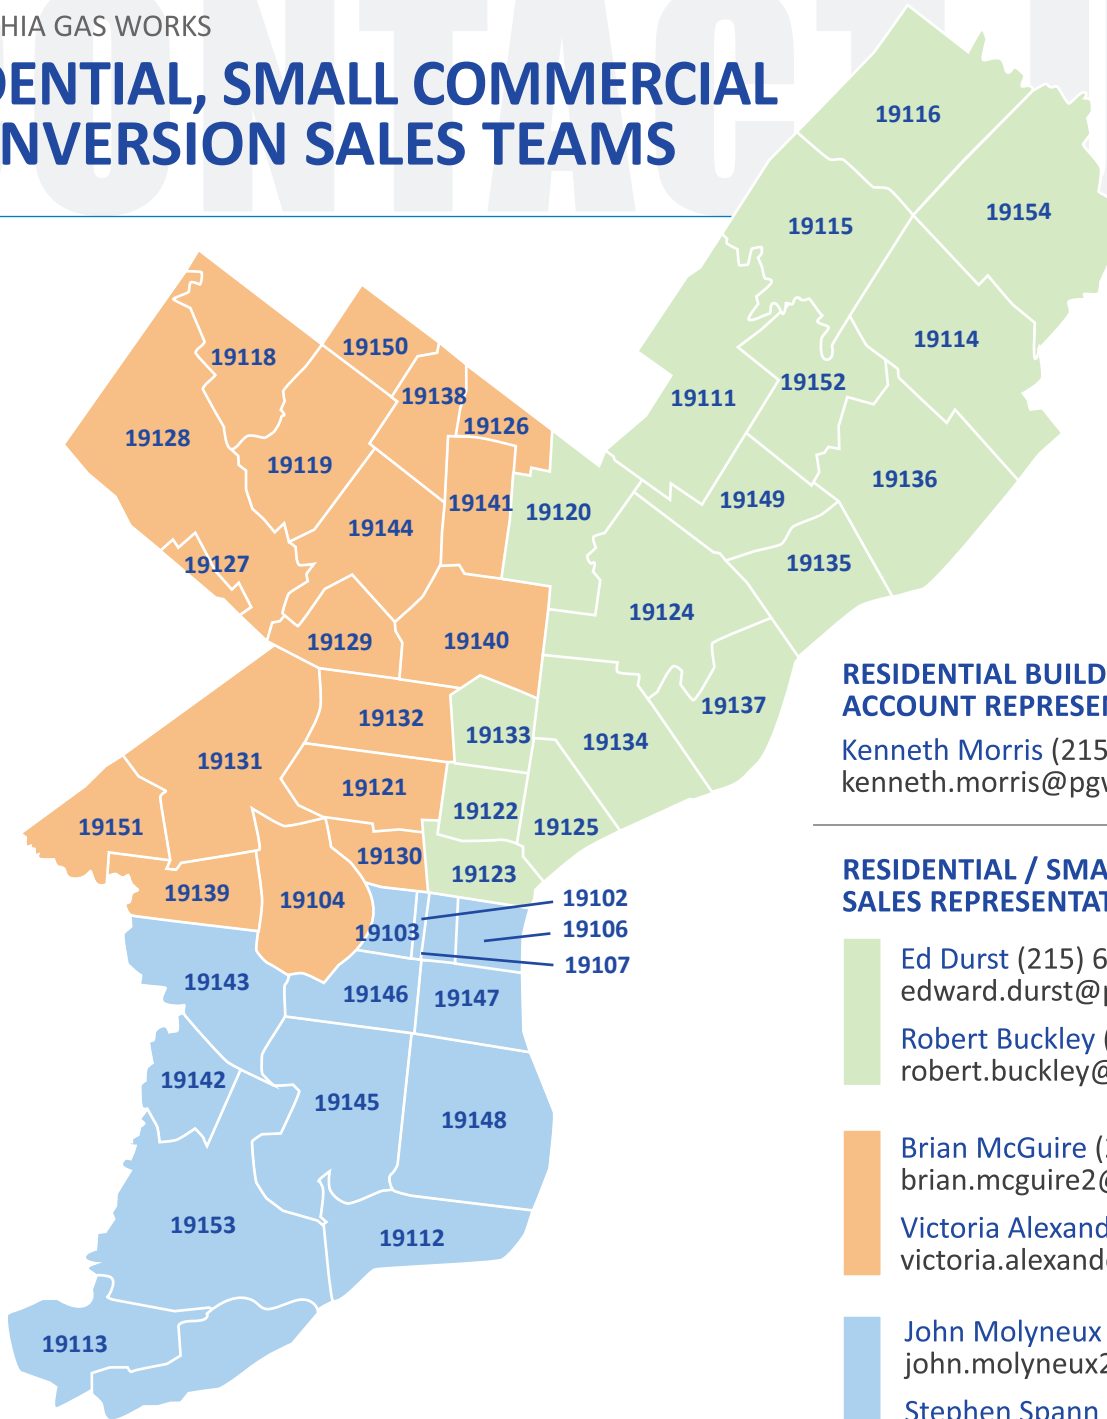 CONTACT
HIA GAS WORKS
DENTIAL, SMALL COMMERCIAL
NVERSION SALES TEAMS
19116
19154
19115
19114
19150
19118
19152
19138
19111
19126
19128
19119
19136
19149
19141
19120
19144
19135
19127
19124
19129
19140
19137
19132
19133
19134
19131
19121
19122
19151
19125
19130
19123
19139
19104
19102
19103
19106
19107
19143
19146
19147
19142
19145
19148
19153
19112
19113
RESIDENTIAL BUILD
ACCOUNT REPRESE
Kenneth Morris (215
kenneth.morris@pg
RESIDENTIAL / SMA
SALES REPRESENTAT
Ed Durst (215) 6
edward.durst@p
Robert Buckley (
robert.buckley@
Brian McGuire (2
brian.mcguire2@
Victoria Alexand
victoria.alexand
John Molyneux
john.molyneux2
Stephen Spann